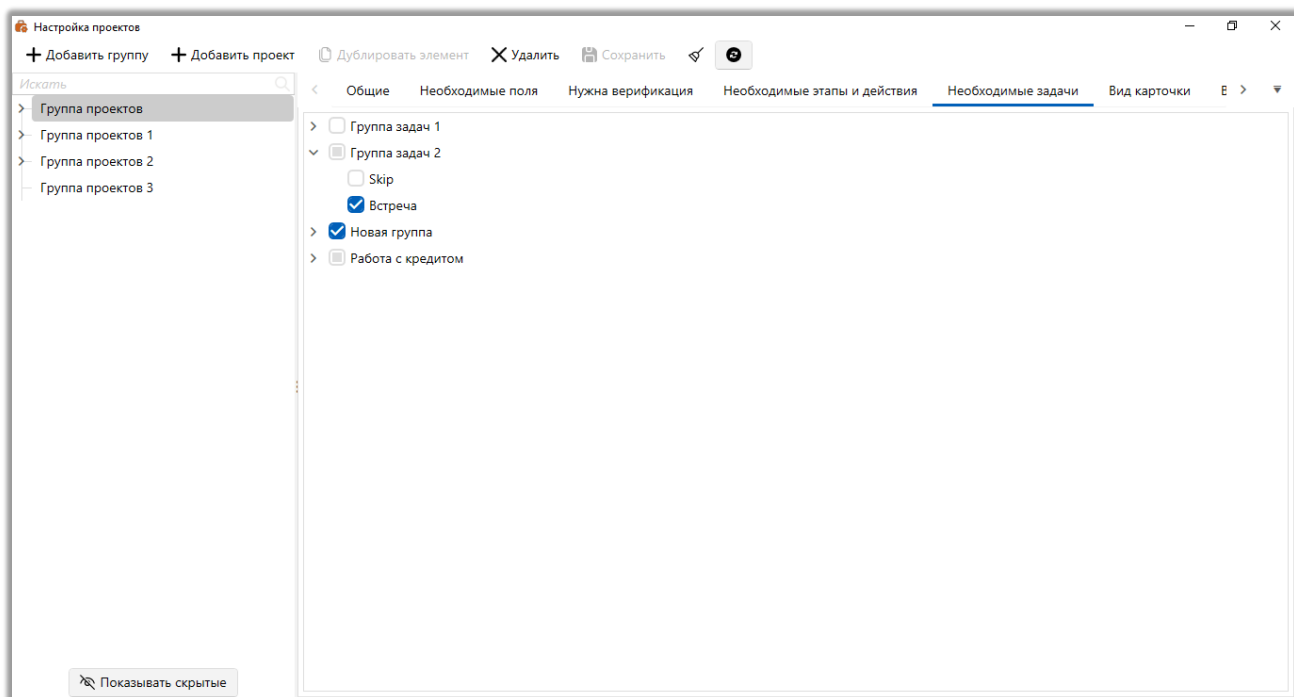 Настройка проектов
Добавить группу Добавить проект Дублировать элемент Удалить Сохранить
Искать
Общие Необходимые поля Нужна верификация Необходимые этапы и действия Необходимые задачи Вид карточки
Группа проектов
Группа проектов 1
Группа проектов 2
Группа проектов 3
Группа задач 1
Группа задач 2
Skip
Встреча
Новая группа
Работа с кредитом
Показывать скрытые